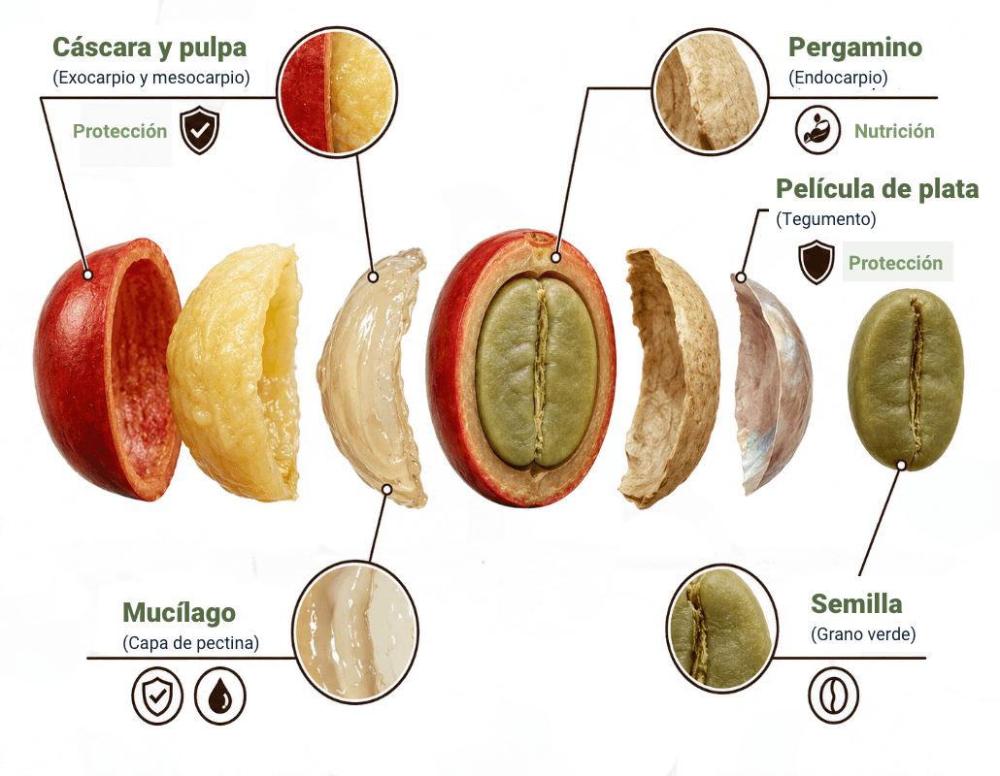 Cáscara y pulpa
(Exocarpio y mesocarpio)
Protección
Pergamino
(Endocarpio)
Nutrición
Película de plata
(Tegumento)
Protección
Mucílago
(Capa de pectina)
Semilla
(Grano verde)